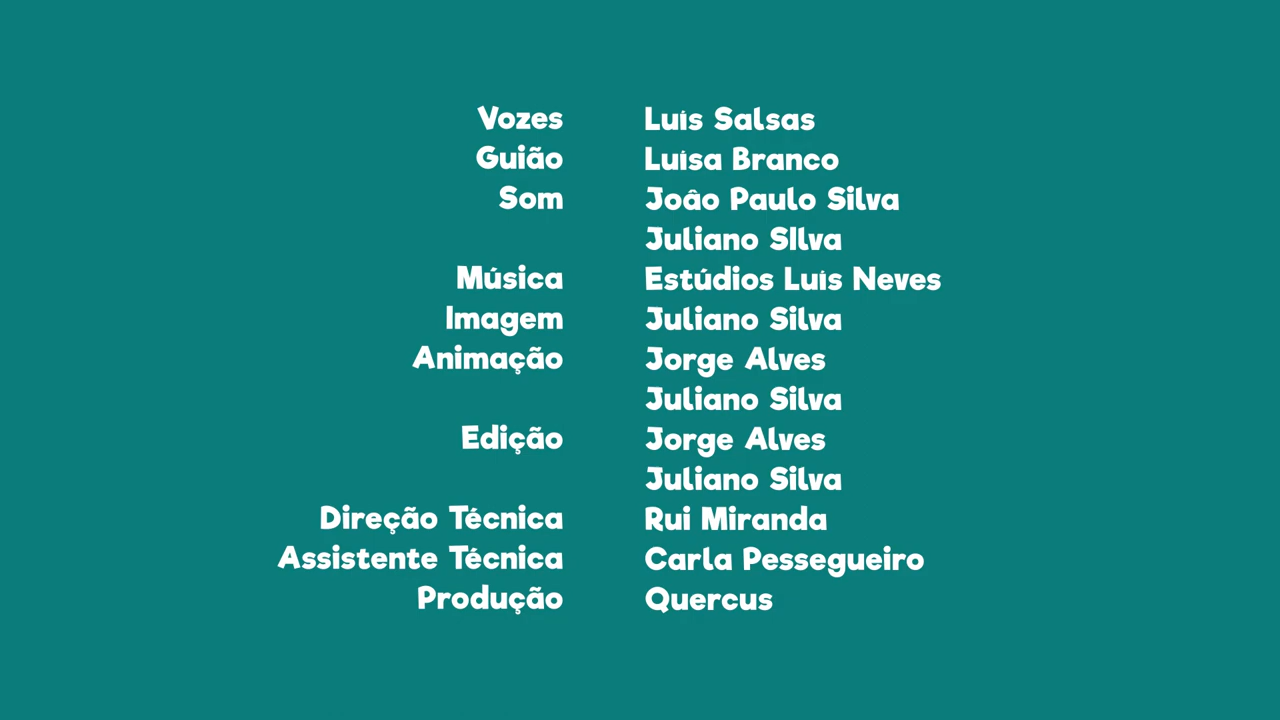 Vozes Luís Salsas
Guião Luísa Branco
Som Joâo Paulo Silva
Juliano SIlva
Música Estúdios Luís Neves
Imagem Juliano Silva
Animação Jorge Alves
Juliano Silva
Edição Jorge Alves
Juliano Silva
Direção Técnica Rui Miranda
Assistente Técnica Carla Pessegueiro
Produção Quercus